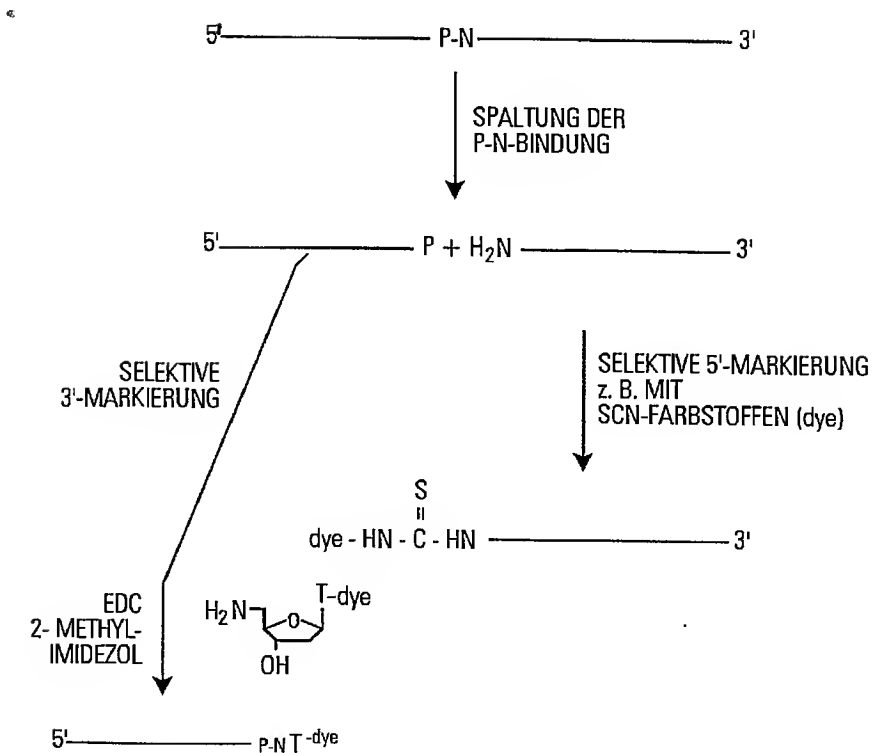 5' P-N 3'
SPALTUNG DER
P-N-BINDUNG
5' P + H₂N 3'
SELEKTIVE
3'-MARKIERUNG
SELEKTIVE 5'-MARKIERUNG
z. B. MIT
SCN-FARBSTOFFEN (dye)
S
dye - HN - C - HN 3'
EDC
2- METHYL-
IMIDEZOL
H₂N T-dye
O
OH
5' P-N T-dye